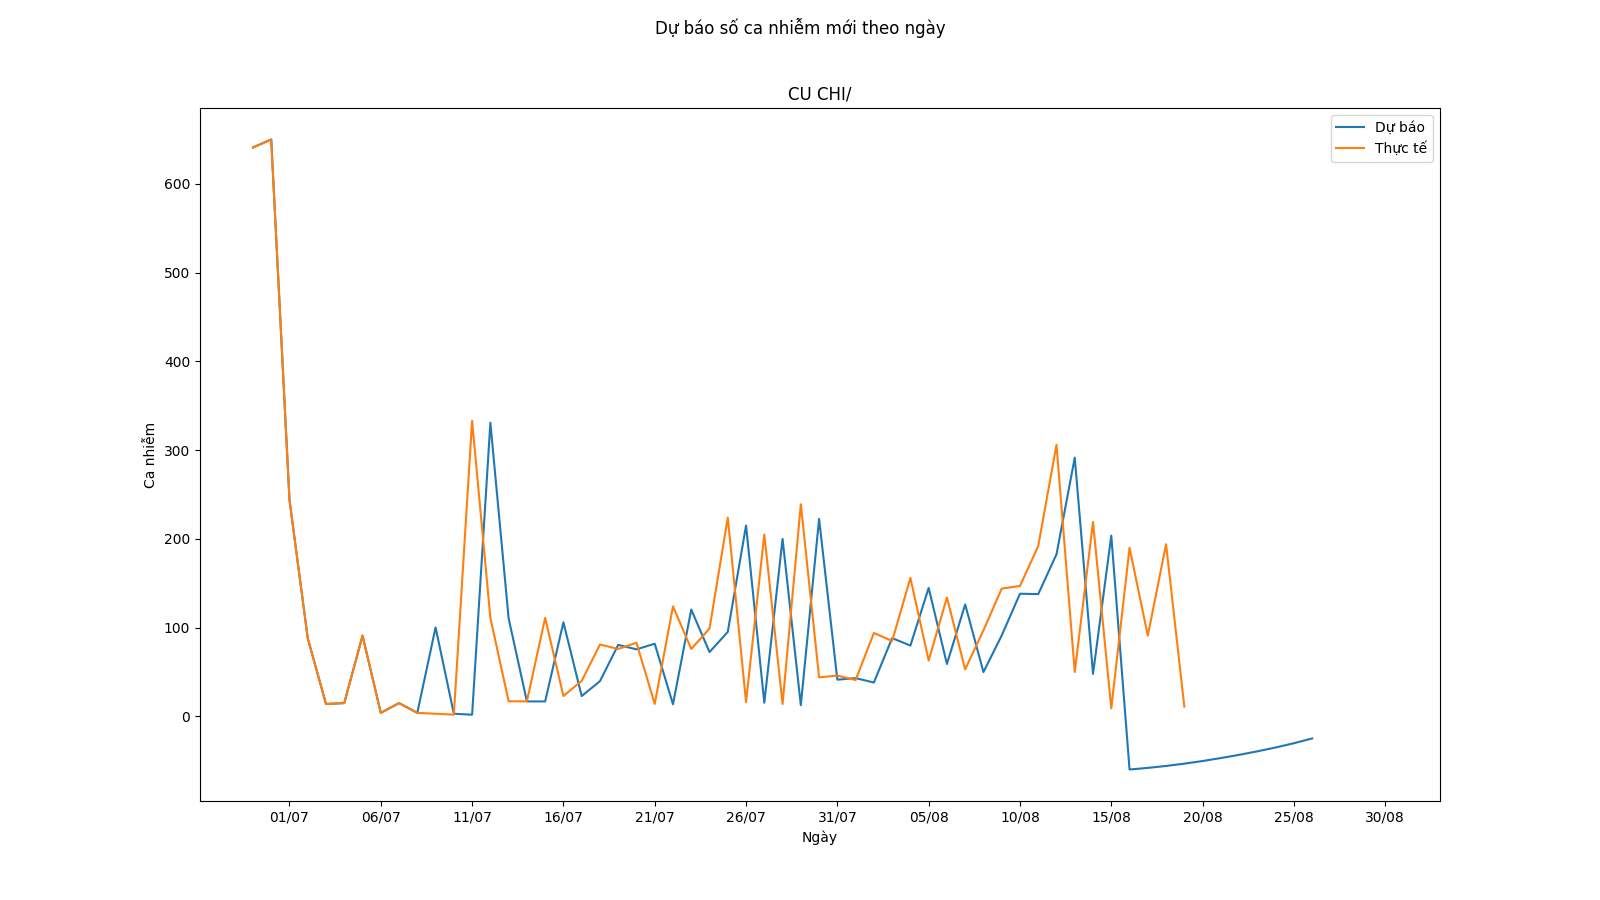 Dự báo số ca nhiễm mới theo ngày
CU CHI/
Dự báo
Thực tế
600
500
400
300
200
100
0
Ca nhiễm
01/07 06/07 11/07 16/07 21/07 26/07 31/07 05/08 10/08 15/08 20/08 25/08 30/08
Ngày